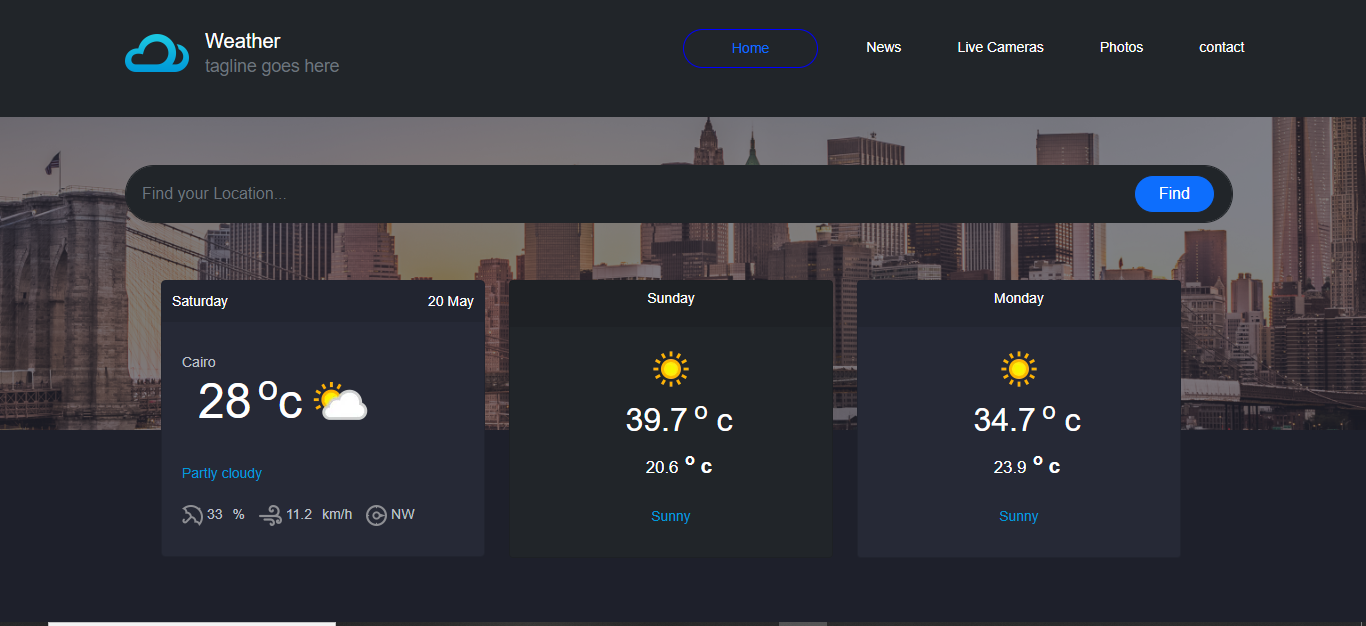 Weather
tagline goes here
Home
News
Live Cameras
Photos
contact
Find your Location...
Find
Saturday
20 May
Cairo
28 oc
Partly cloudy
33 %
11.2 km/h
NW
Sunday
39.7 o c
20.6 o c
Sunny
Monday
34.7 o c
23.9 o c
Sunny